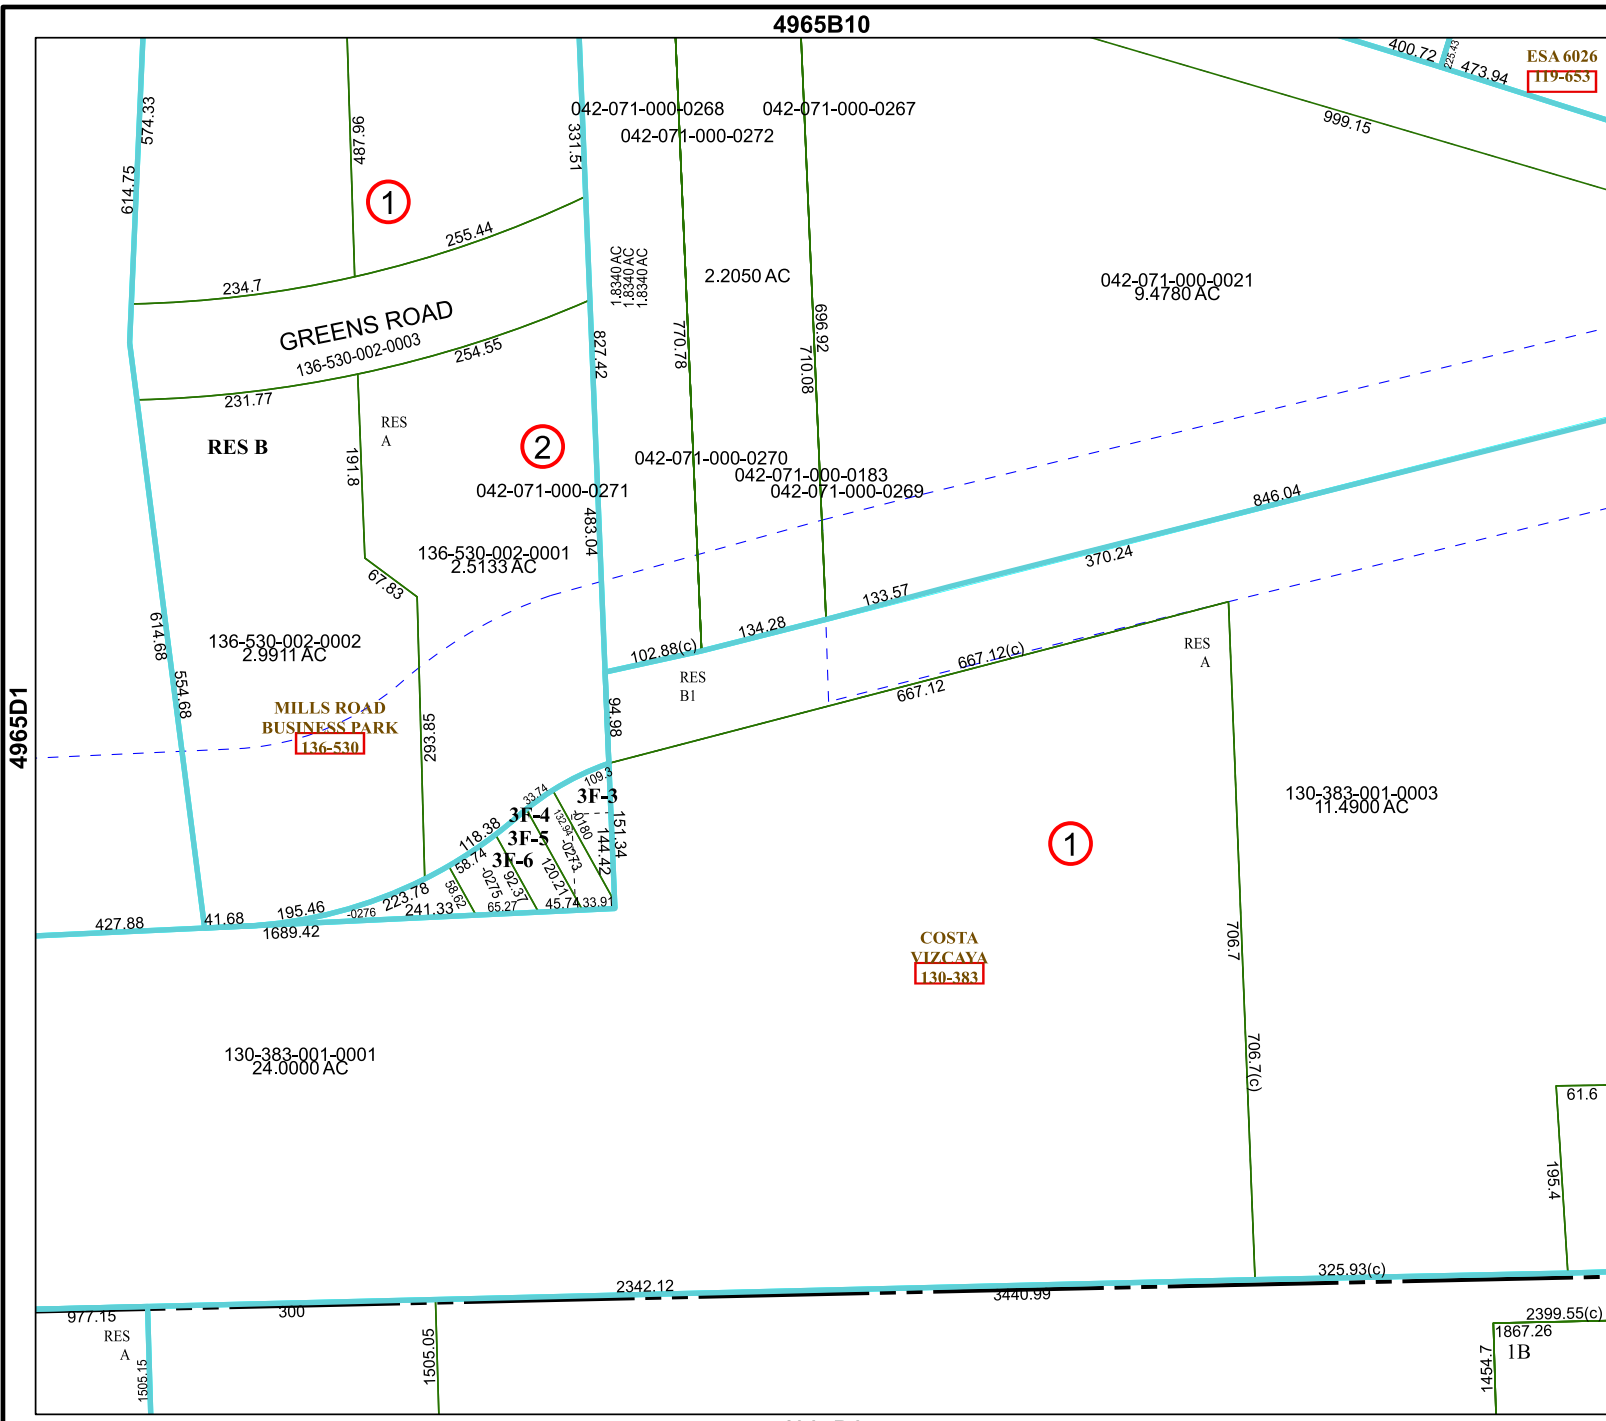 4965B10
400.72
225.43
473.94
ESA 6026
119-653
999.15
574.33
614.75
487.96
331.51
042-071-000-0268
042-071-000-0267
042-071-000-0272
1
255.44
234.7
1.8340 AC
1.8340 AC
1.8340 AC
2.2050 AC
042-071-000-0021
9.4780 AC
GREENS ROAD
136-530-002-0003
254.55
231.77
827.42
770.78
696.92
710.08
RES
A
RES B
2
191.8
042-071-000-0270
042-071-000-0183
042-071-000-0269
042-071-000-0271
483.04
846.04
370.24
136-530-002-0001
2.5133 AC
67.83
133.57
134.28
102.88(c)
614.68
554.68
136-530-002-0002
2.9911 AC
667.12(c)
667.12
RES
A
RES
B1
4965D1
MILLS ROAD
BUSINESS PARK
136-530
293.85
94.98
109.3
33.74
3F-3
3F-4
3F-5
3F-6
132.94
-0180
-0273
144.42
151.34
118.38
58.74
-0275
92.37
120.21
58.62
65.27
45.74
33.91
223.78
241.33
-0276
195.46
41.68
427.88
1689.42
130-383-001-0003
11.4900 AC
1
COSTA
VIZCAYA
130-383
706.7
706.7(c)
130-383-001-0001
24.0000 AC
61.6
195.4
325.93(c)
2342.12
3440.99
977.15
300
RES
A
1505.15
1505.05
2399.55(c)
1867.26
1B
1454.7